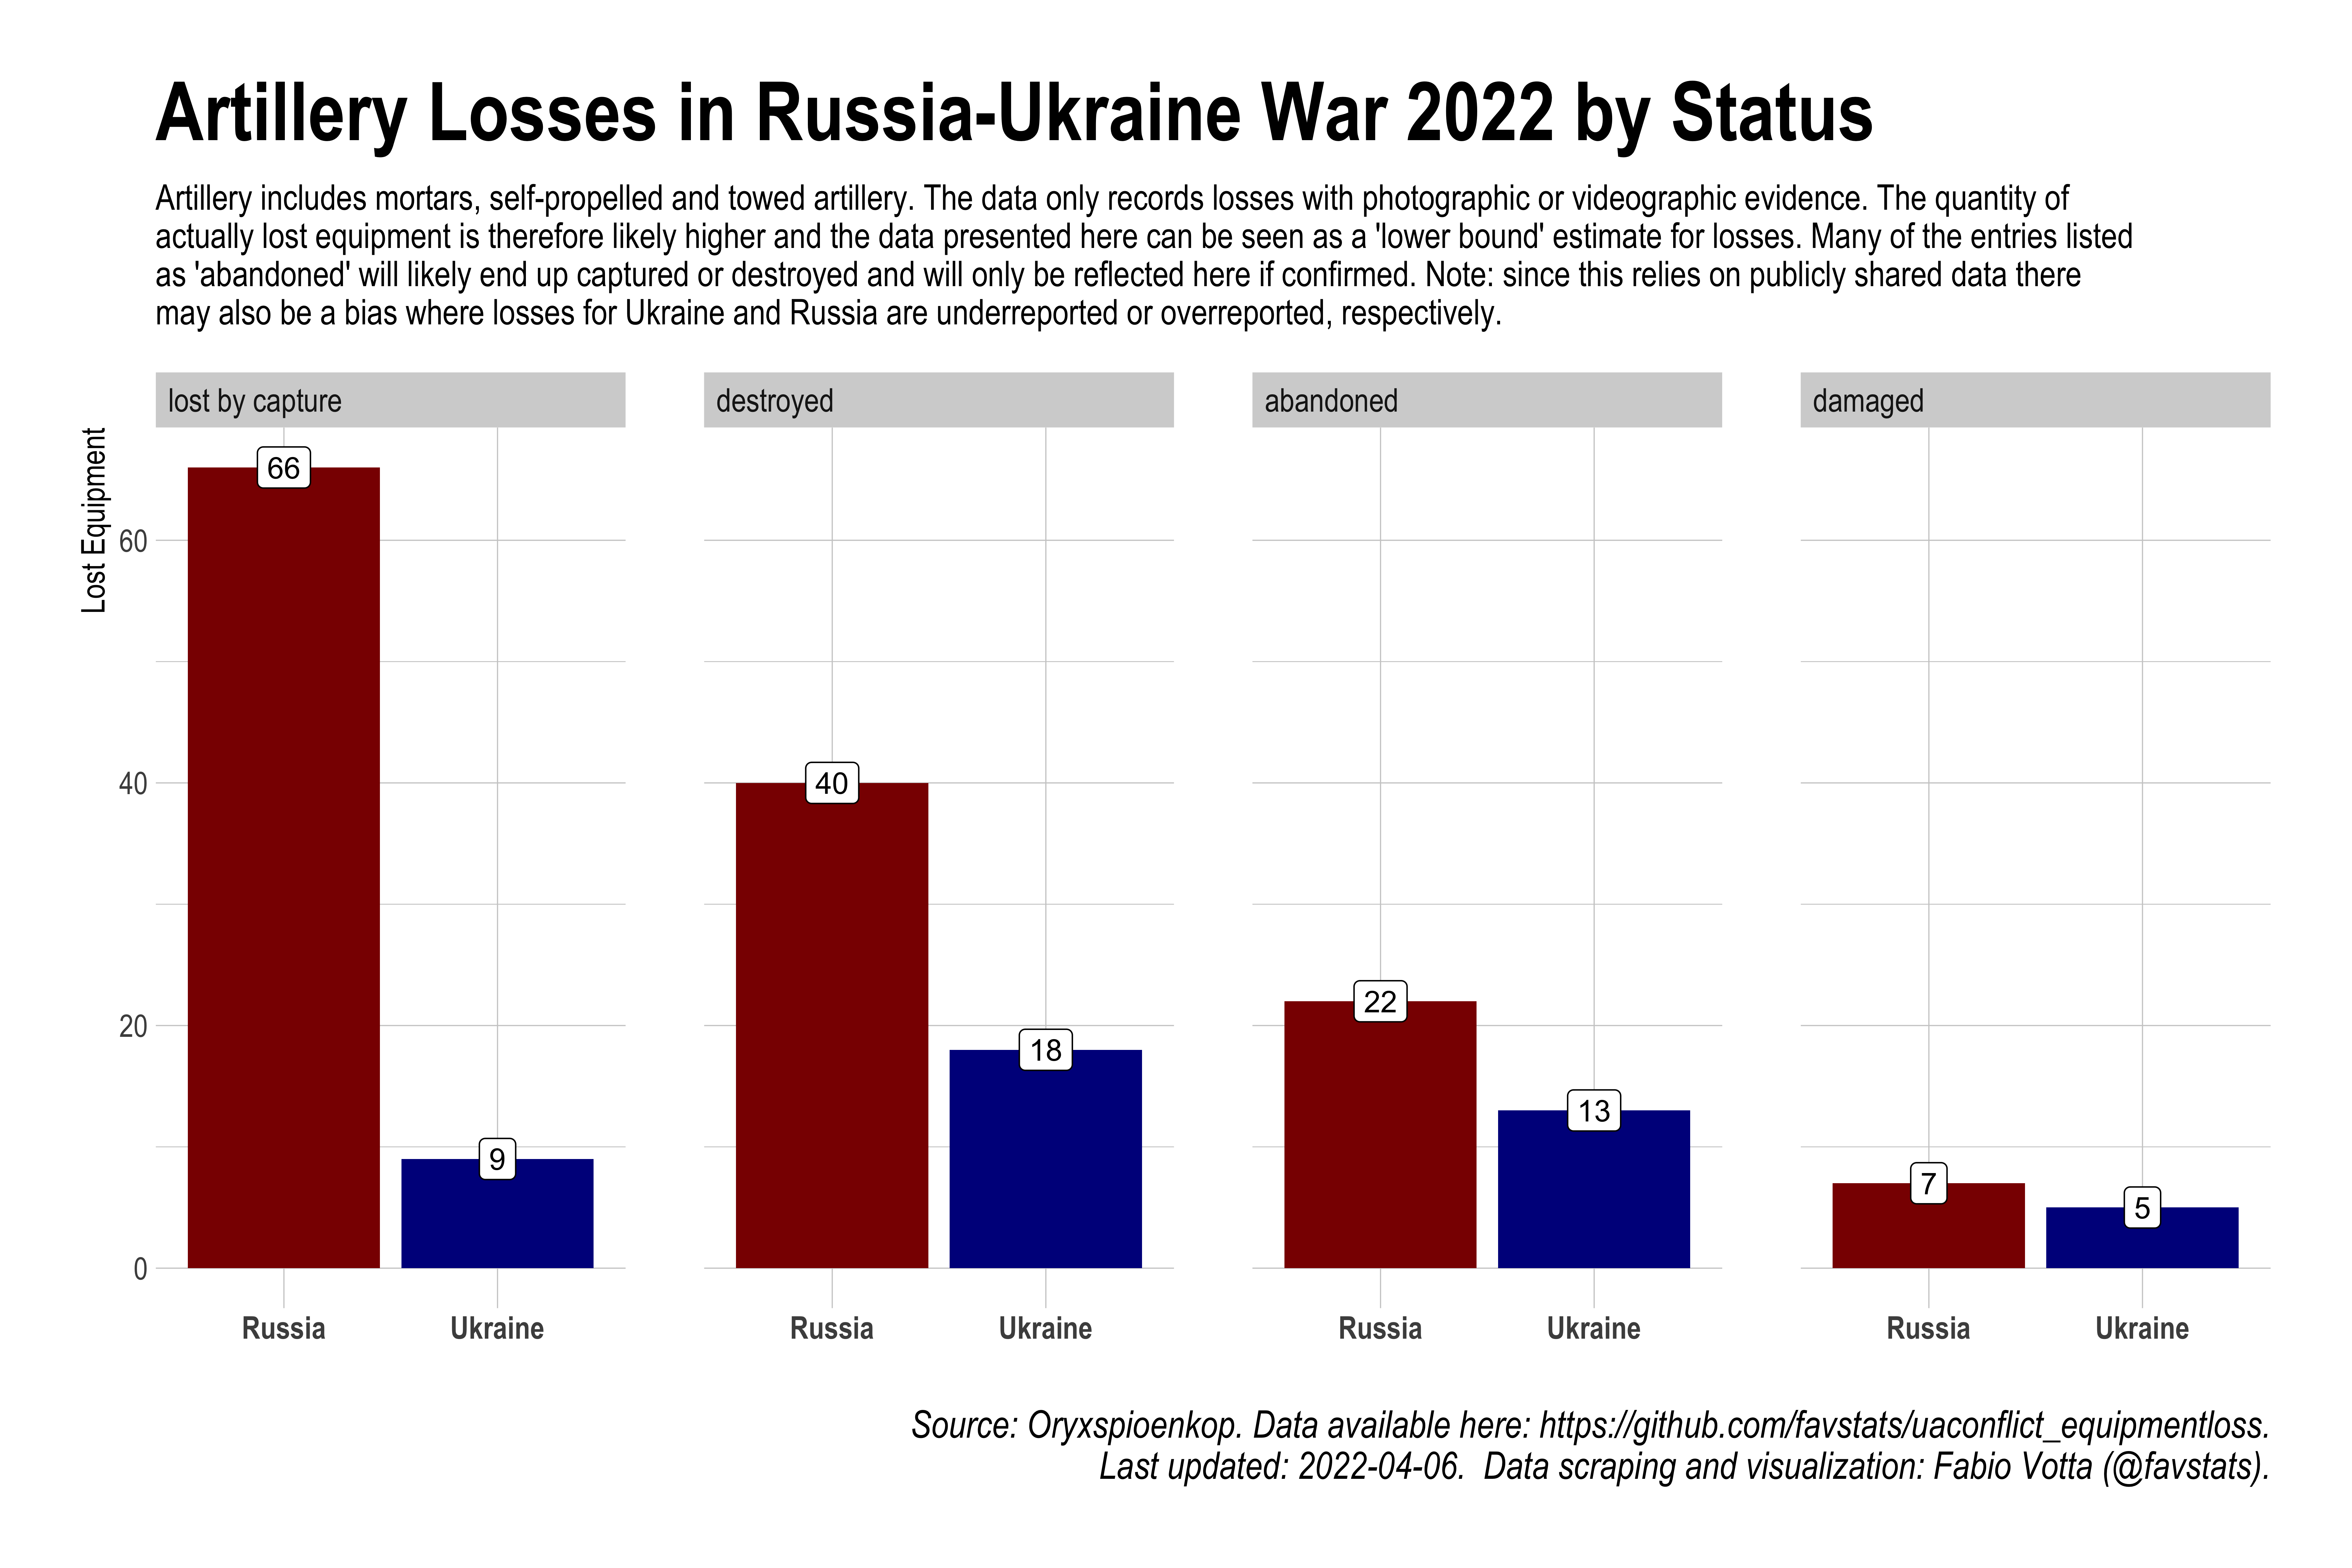 Artillery Losses in Russia-Ukraine War 2022 by Status
Artillery includes mortars, self-propelled and towed artillery. The data only records losses with photographic or videographic evidence. The quantity of
actually lost equipment is therefore likely higher and the data presented here can be seen as a 'lower bound' estimate for losses. Many of the entries listed
as 'abandoned' will likely end up captured or destroyed and will only be reflected here if confirmed. Note: since this relies on publicly shared data there
may also be a bias where losses for Ukraine and Russia are underreported or overreported, respectively.
lost by capture
destroyed
abandoned
damaged
Lost Equipment
60
40
20
0
66
9
40
18
22
13
7
5
Russia
Ukraine
Russia
Ukraine
Russia
Ukraine
Russia
Ukraine
Source: Oryxspioenkop. Data available here: https://github.com/favstats/uaconflict_equipmentloss.
Last updated: 2022-04-06.  Data scraping and visualization: Fabio Votta (@favstats).